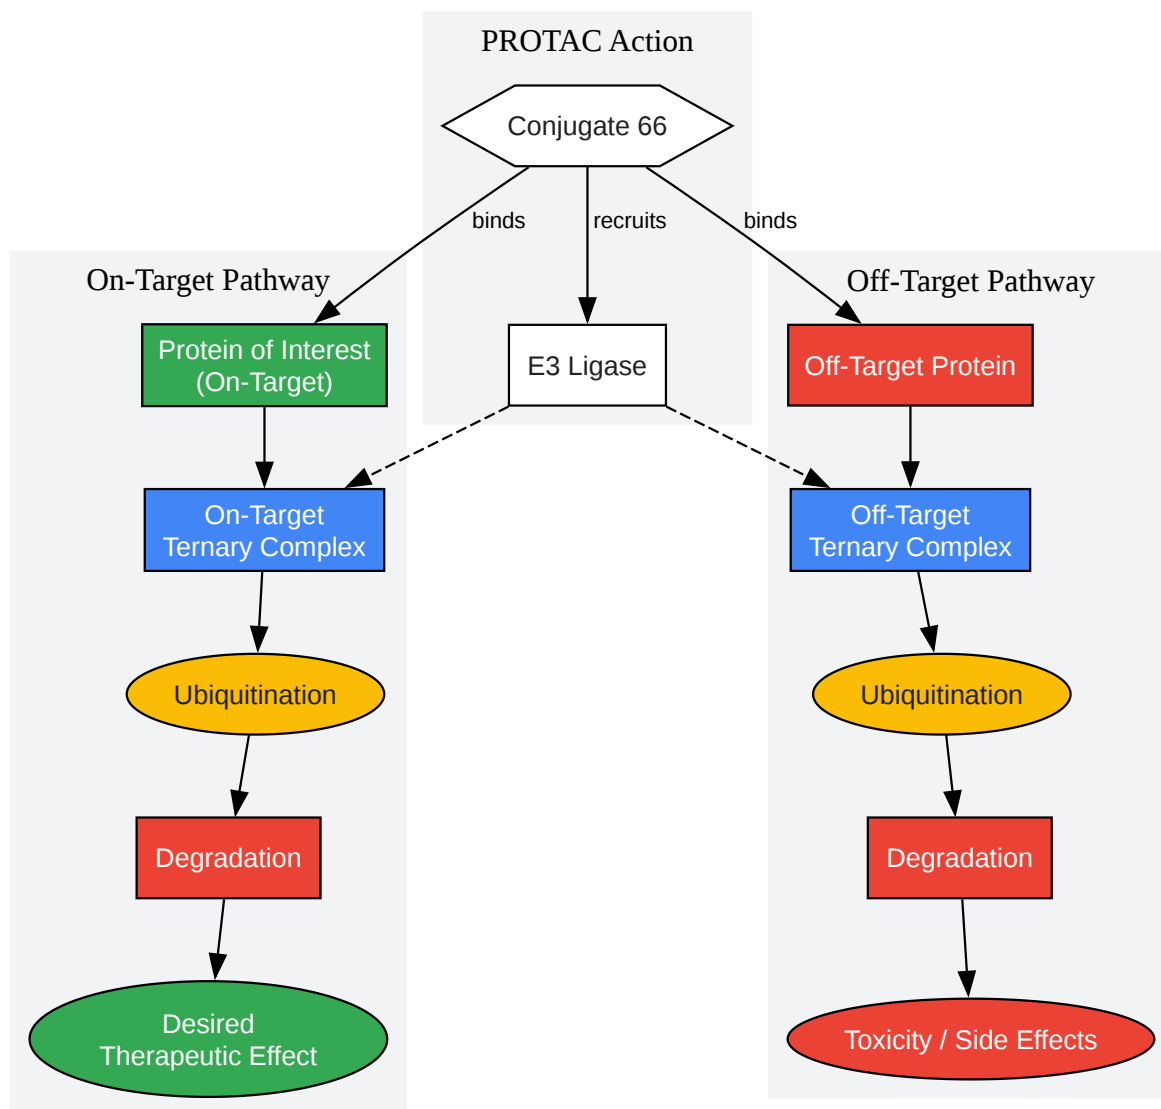 PROTAC Action
Conjugate 66
binds
recruits
binds
On-Target Pathway
Off-Target Pathway
Protein of Interest
(On-Target)
E3 Ligase
Off-Target Protein
On-Target
Ternary Complex
Off-Target
Ternary Complex
Ubiquitination
Ubiquitination
Degradation
Degradation
Desired
Therapeutic Effect
Toxicity / Side Effects